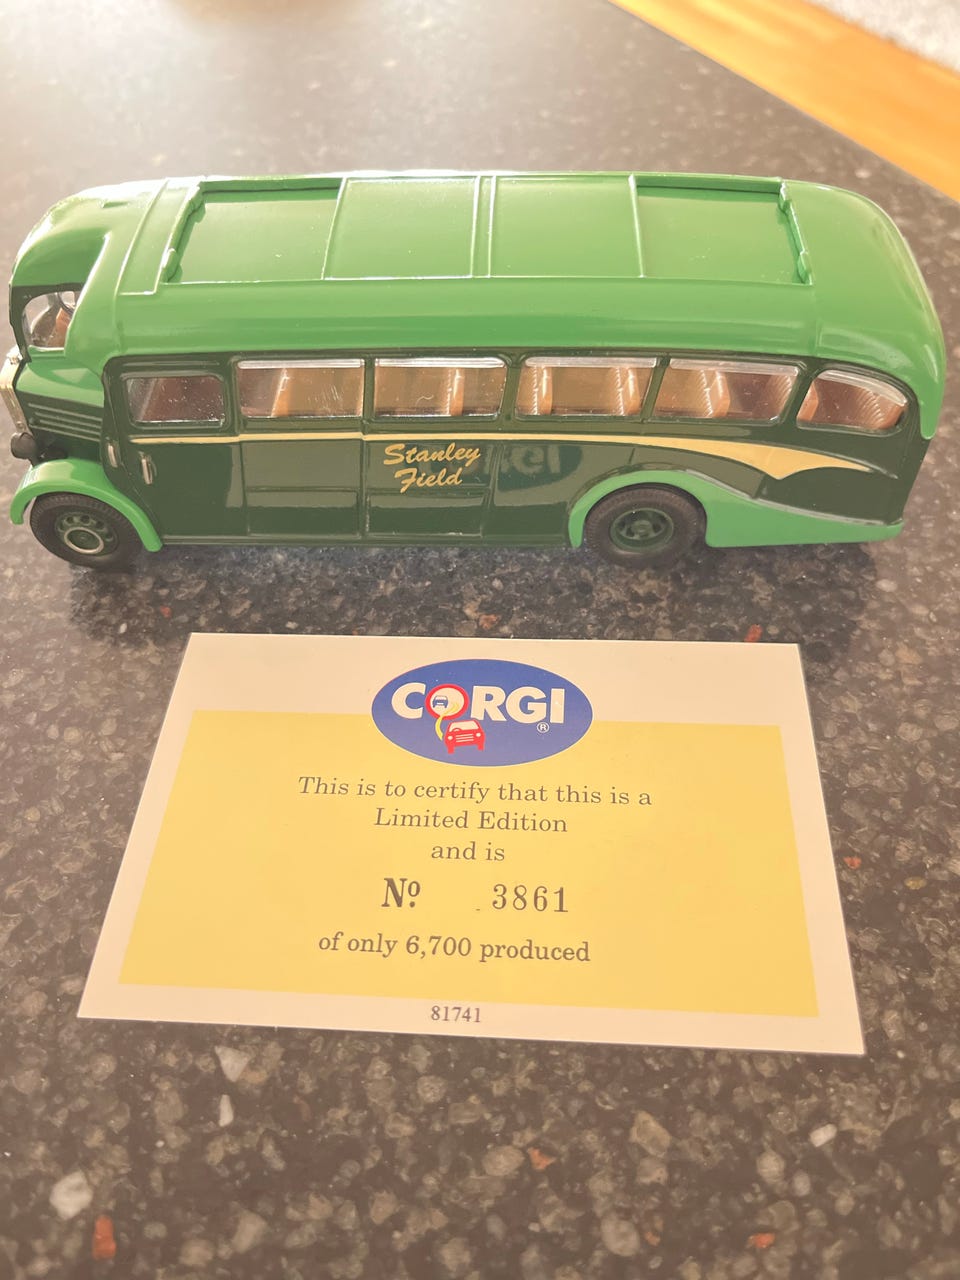 Stanley
Field
CORGI®
This is to certify that this is a
Limited Edition
and is
Nº 3861
of only 6,700 produced
81741